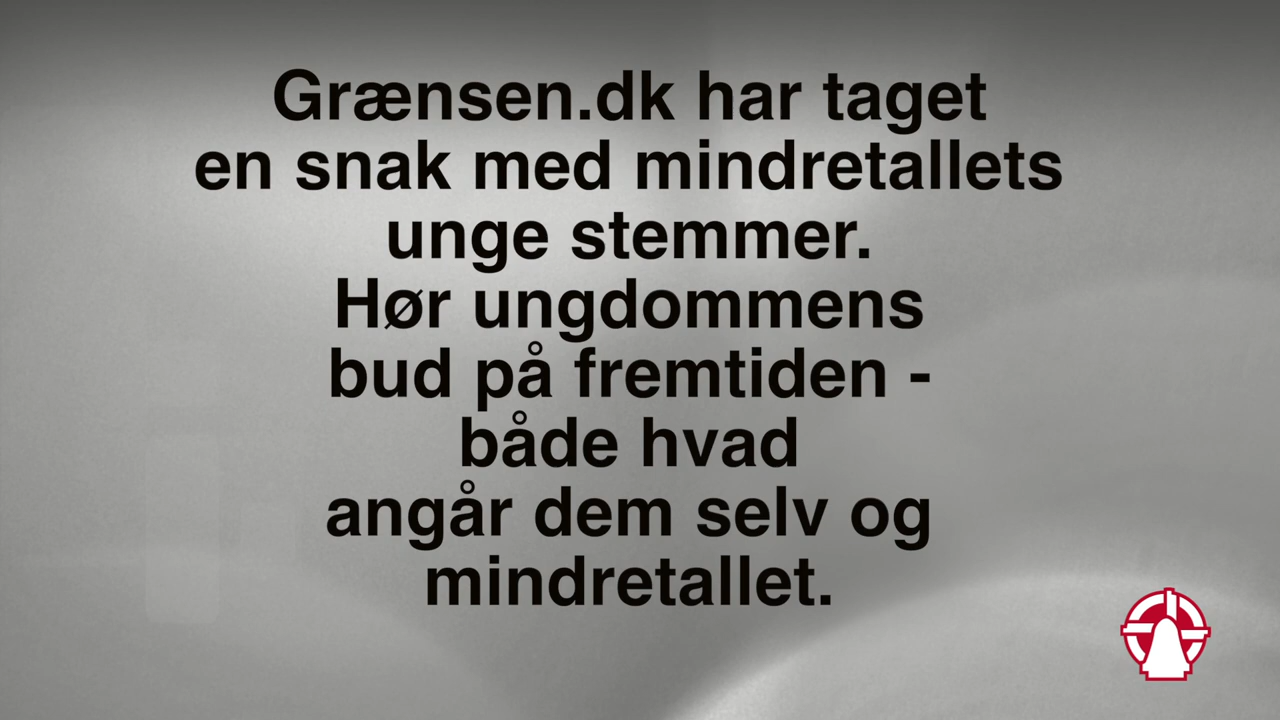 Grænsen.dk har taget
en snak med mindretallets
unge stemmer.
Hør ungdommens
bud på fremtiden -
både hvad
angår dem selv og
mindretallet.